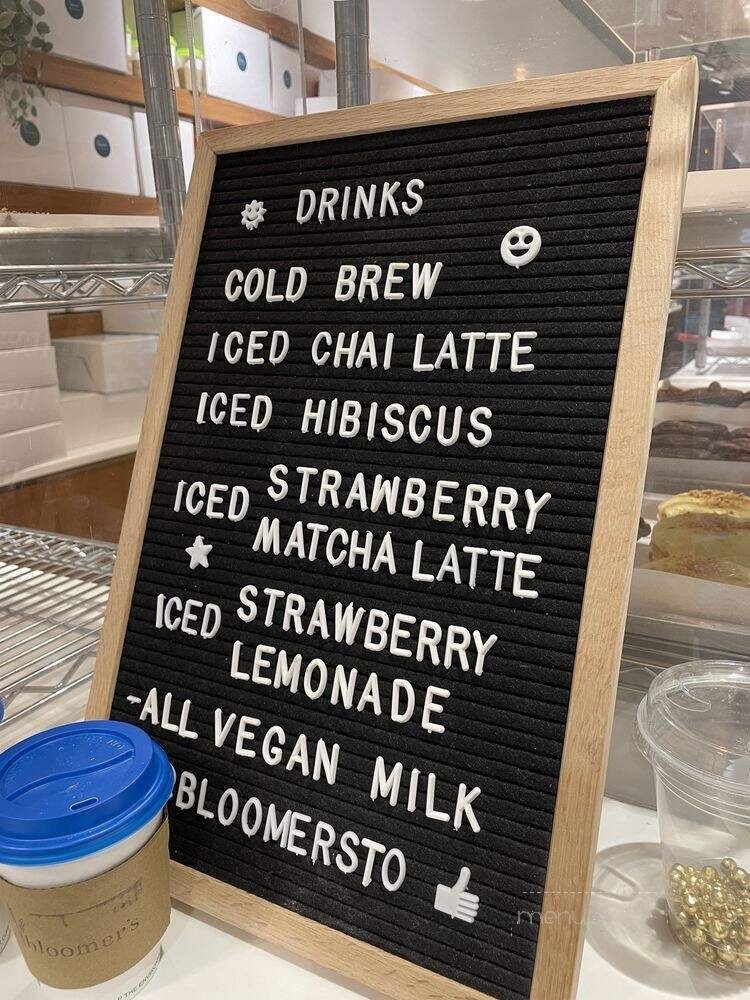 DRINKS
COLD BREW
ICED CHAI LATTE
ICED HIBISCUS
ICED STRAWBERRY
MATCHA LATTE
ICED STRAWBERRY
LEMONADE
-ALL VEGAN MILK
BLOOMERSTO
bloomer's
menu